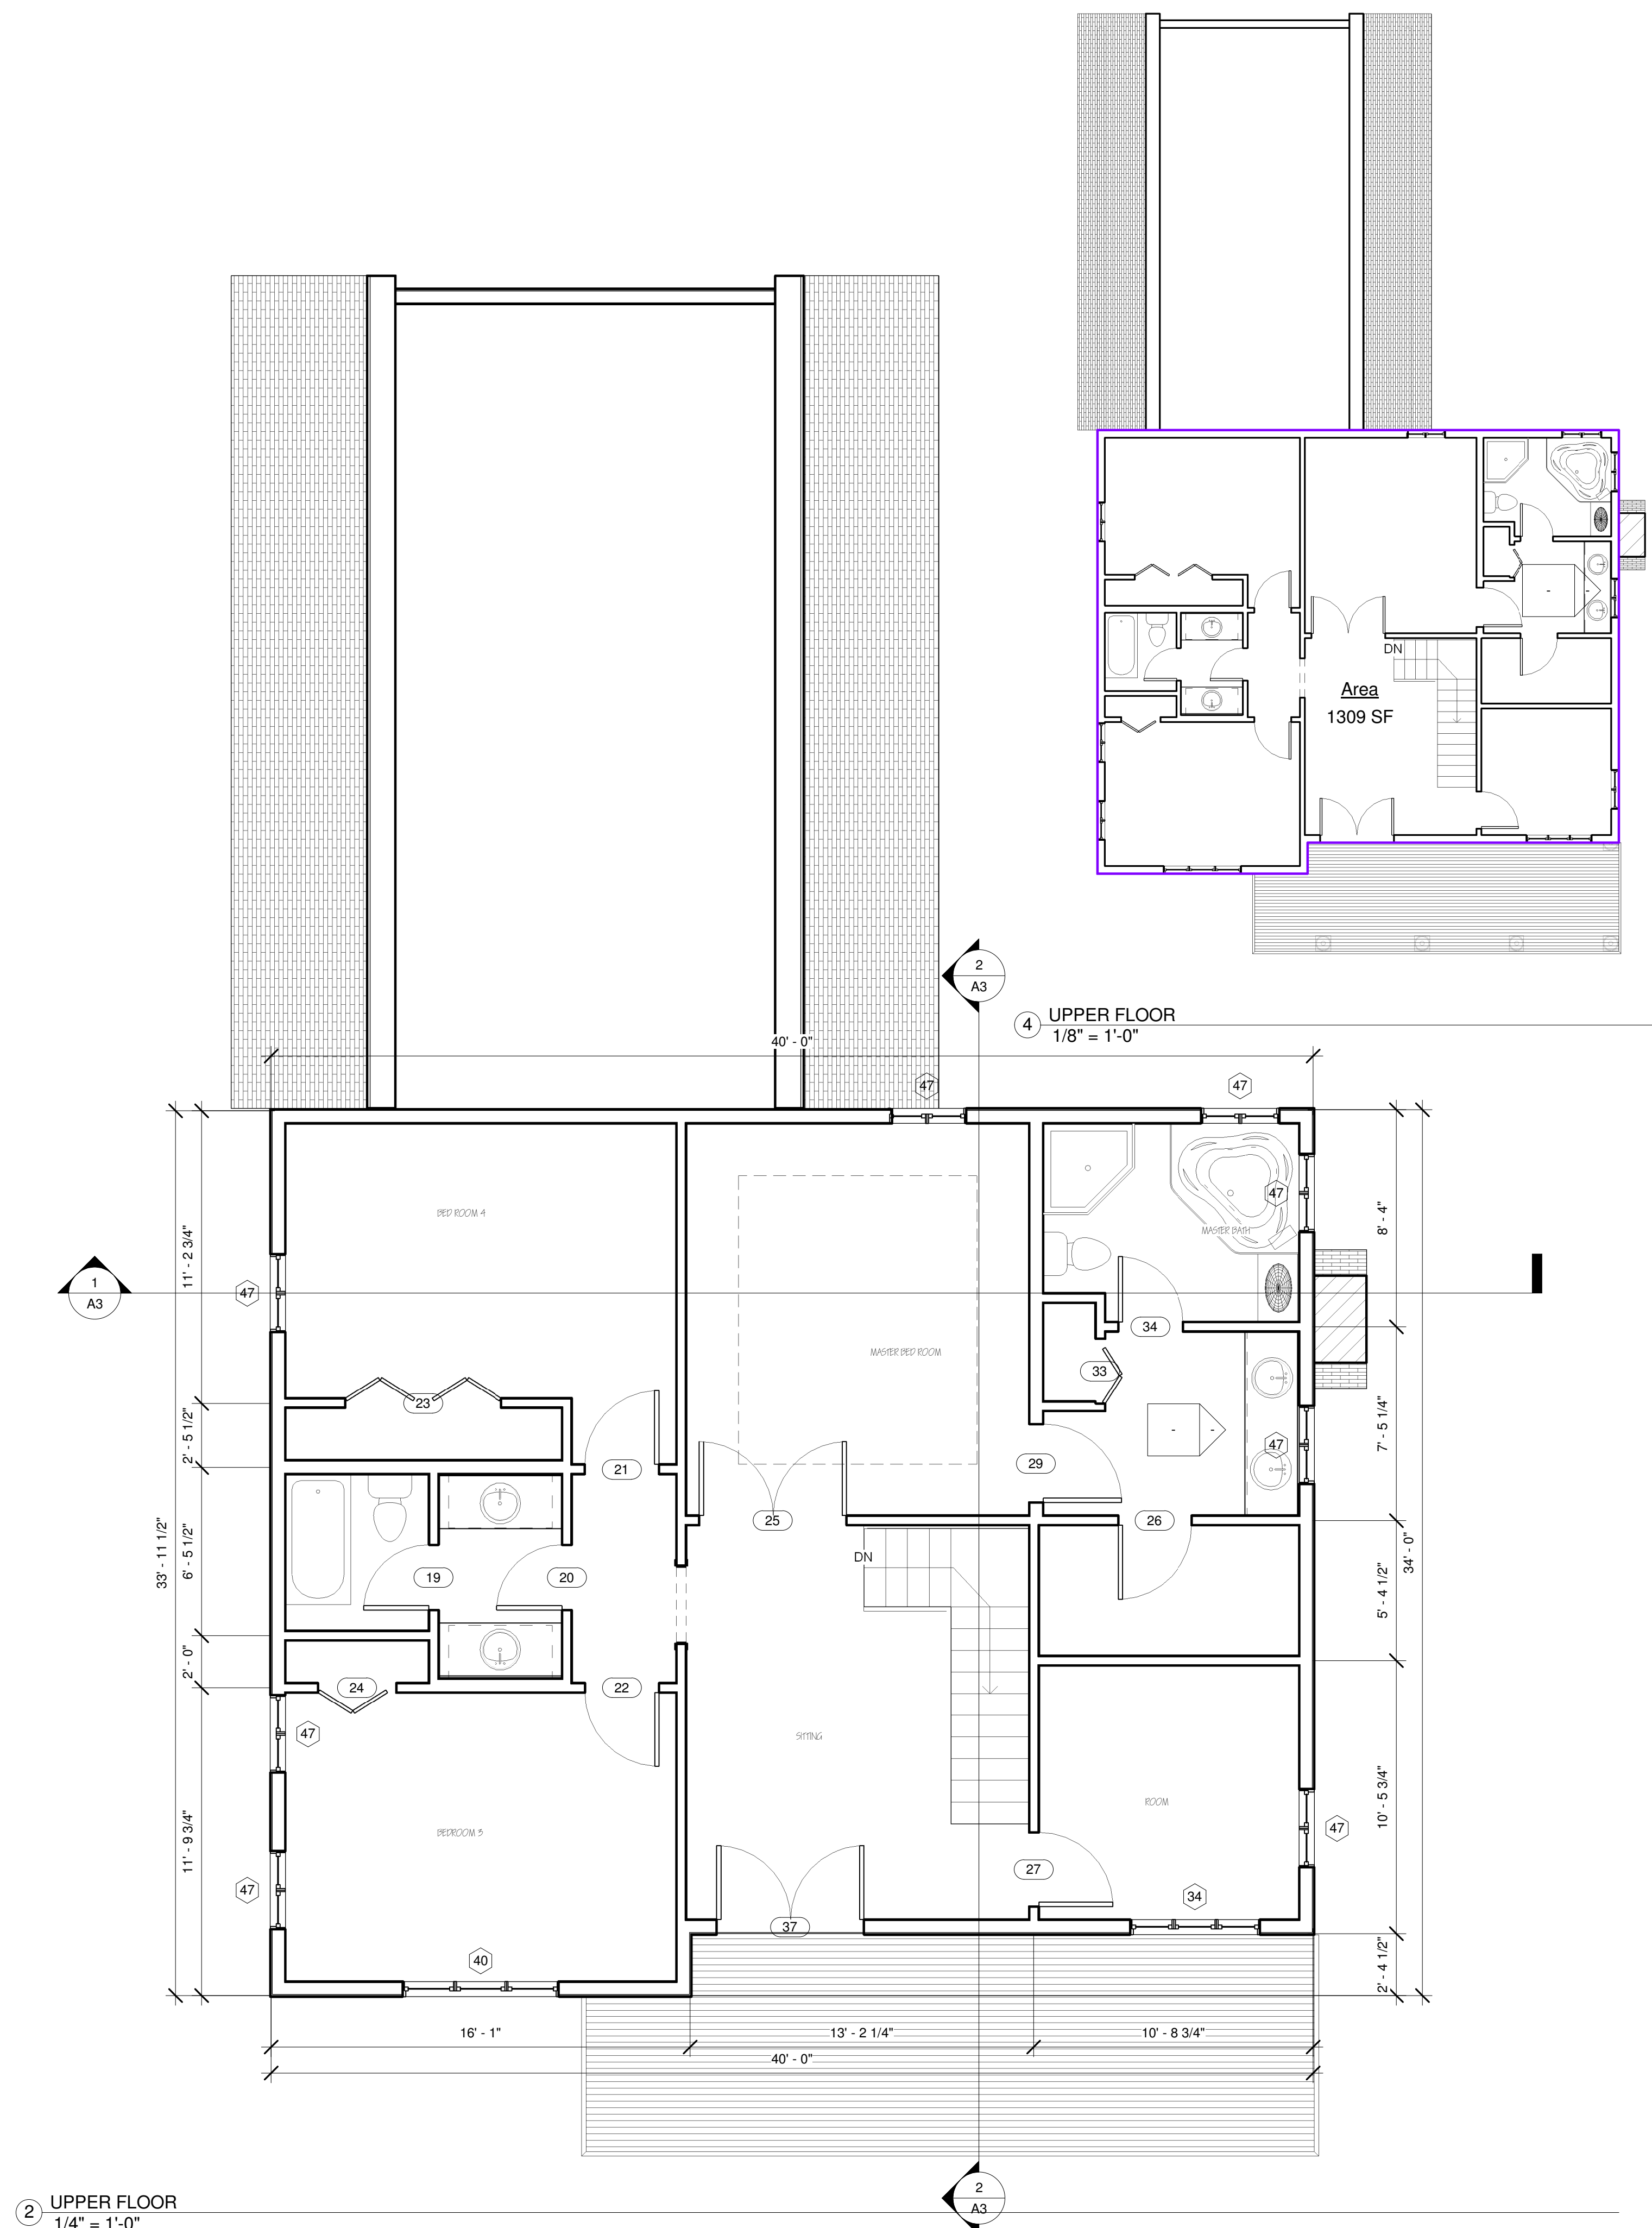 DN
Area
1309 SF
2
A3
4
UPPER FLOOR
1/8" = 1'-0"
40' - 0"
47
47
BED ROOM 4
47
MASTER BATH
8' - 4"
11' - 2 3/4"
1
A3
47
34
MASTER BED ROOM
33
23
7' - 5 1/4"
47
2' - 5 1/2"
21
29
25
26
33' - 11 1/2"
6' - 5 1/2"
DN
34' - 0"
19
20
5' - 4 1/2"
2' - 0"
24
22
47
SITTING
ROOM
10' - 5 3/4"
BEDROOM 3
47
11' - 9 3/4"
27
47
34
37
40
2' - 4 1/2"
16' - 1"
13' - 2 1/4"
10' - 8 3/4"
40' - 0"
2
A3
2
UPPER FLOOR
1/4" = 1'-0"